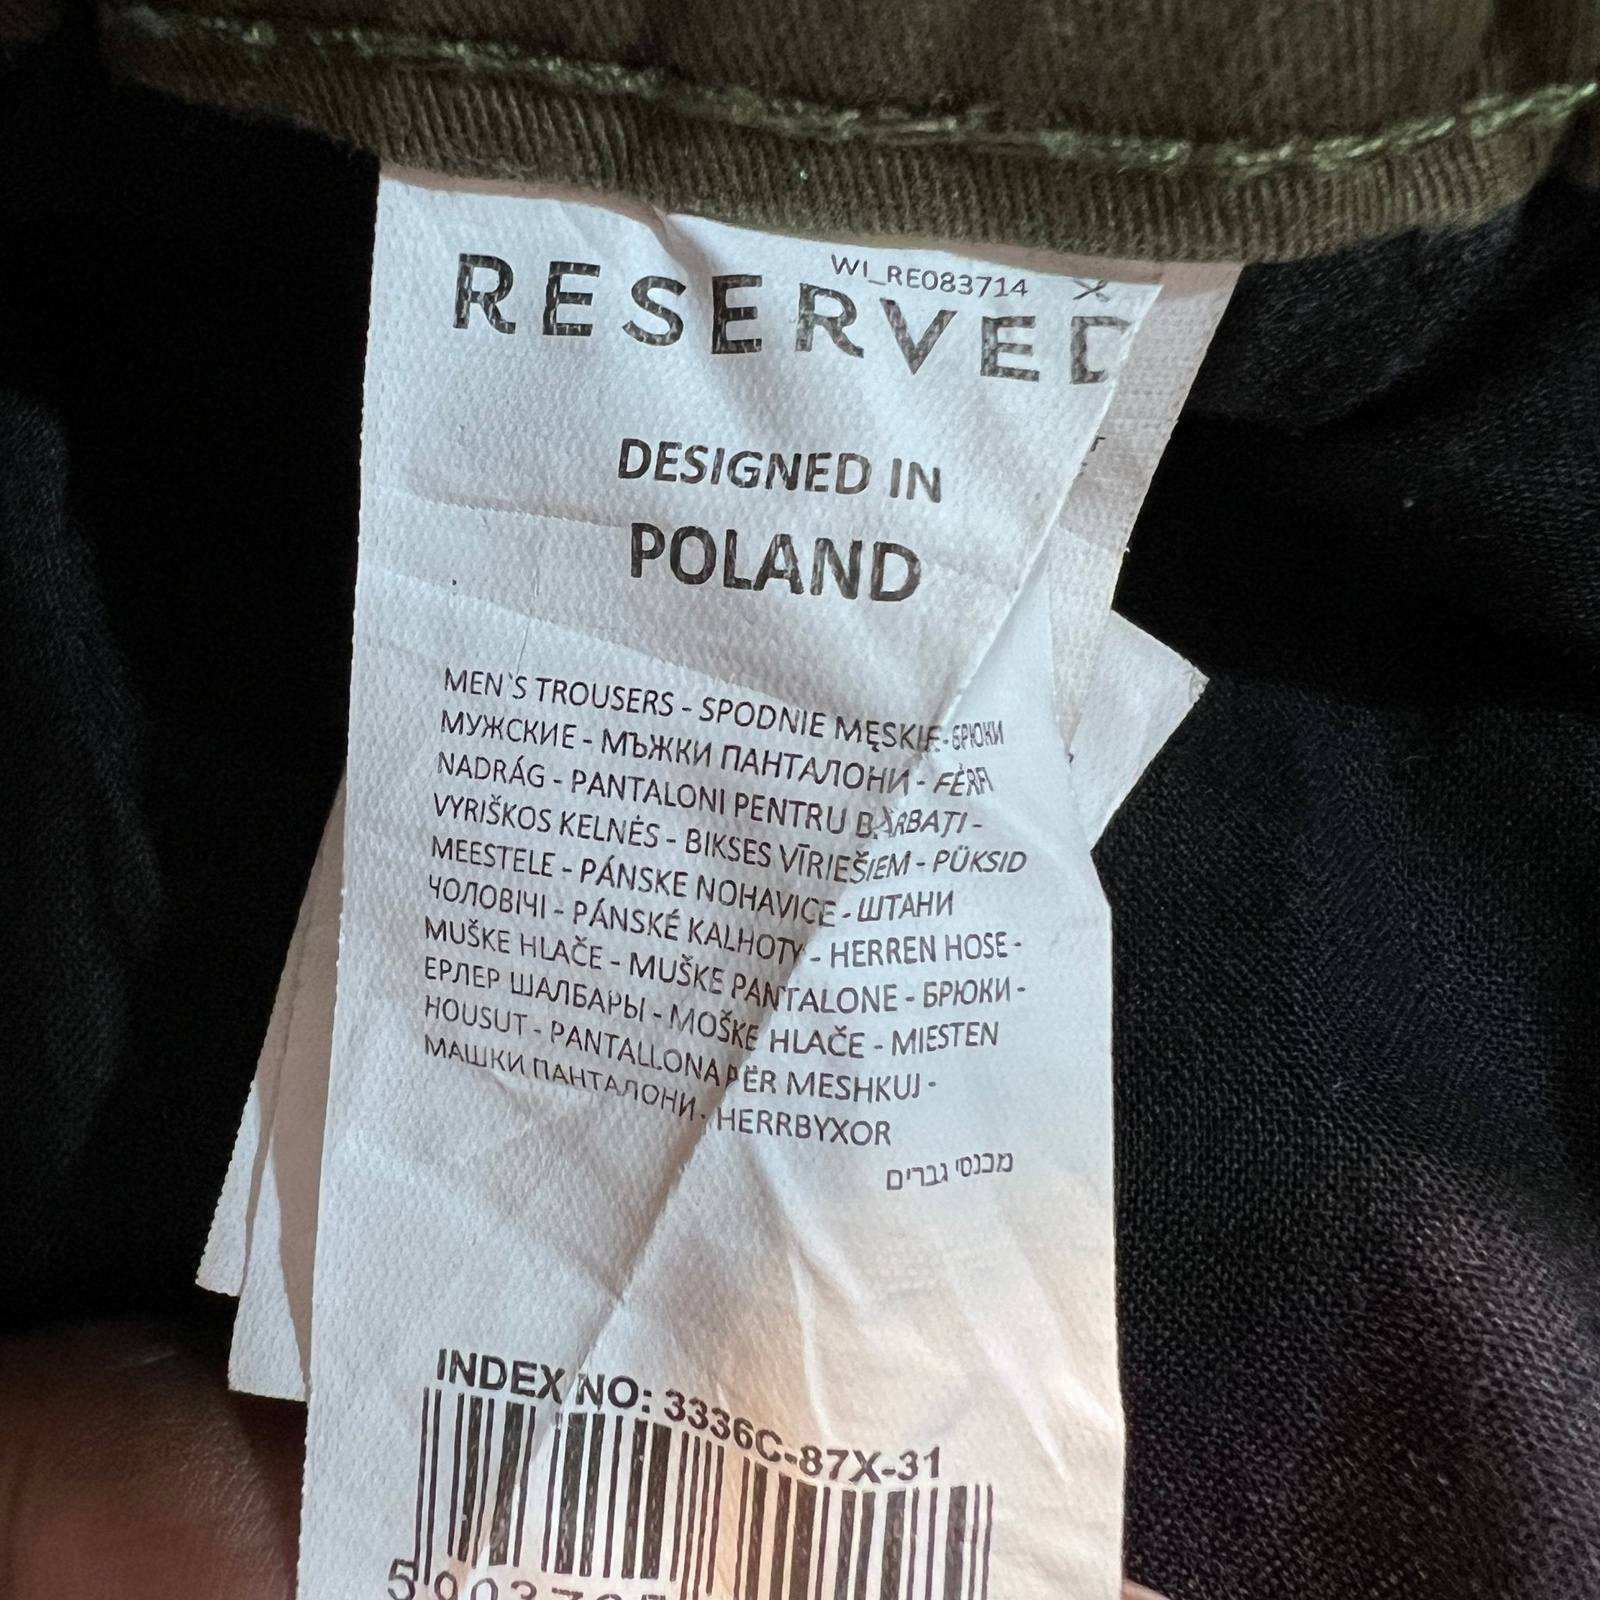 WI_RE083714
RESERVED
DESIGNED IN
POLAND
MEN`S TROUSERS - SPODNIE MĘSKIE - БРЮКИ
МУЖСКИЕ - МЪЖКИ ПАНТАЛОНИ - FÉRFI
NADRÁG - PANTALONI PENTRU BĂRBAȚI -
VYRIŠKOS KELNĖS - BIKSES VĪRIEŠIEM - PÜKSID
MEESTELE - PÁNSKE NOHAVICE - ШТАНИ
ЧОЛОВІЧІ - PÁNSKÉ KALHOTY - HERREN HOSE -
MUŠKE HLAČE - MUŠKE PANTALONE - БРЮКИ -
ЕРЛЕР ШАЛБАРЫ - MOŠKE HLAČE - MIESTEN
HOUSUT - PANTALLONA PËR MESHKUJ -
МАШКИ ПАНТАЛОНИ - HERRBYXOR
מכנסי גברים
INDEX NO: 3336C-87X-31